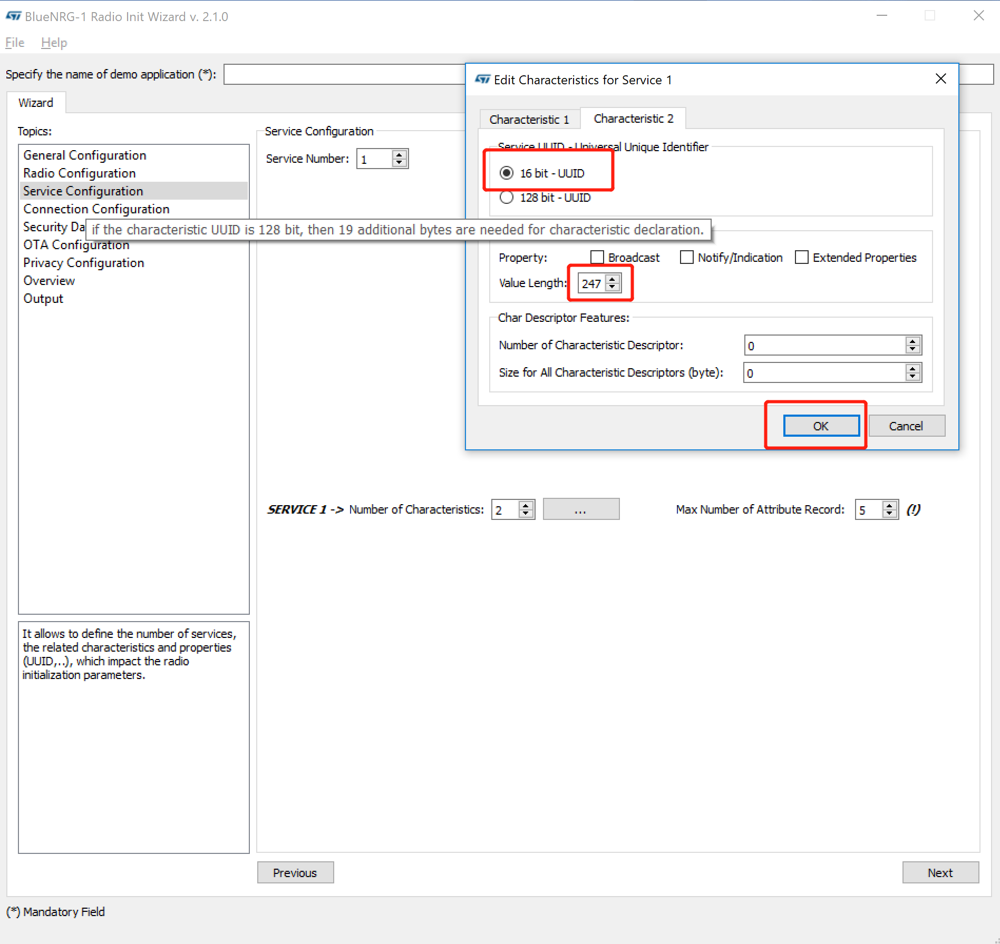 BlueNRG-1 Radio Init Wizard v. 2.1.0
File Help
Specify the name of demo application (*):
Wizard
Topics:
General Configuration
Radio Configuration
Service Configuration
Connection Configuration
Security Da
OTA Configuration
Privacy Configuration
Overview
Output
It allows to define the number of services,
the related characteristics and properties
(UUID,..), which impact the radio
initialization parameters.
Service Configuration
Service Number: 1
Edit Characteristics for Service 1
Characteristic 1 Characteristic 2
Service UUID - Universal Unique Identifier
16 bit - UUID
128 bit - UUID
if the characteristic UUID is 128 bit, then 19 additional bytes are needed for characteristic declaration.
Property: Broadcast Notify/Indication Extended Properties
Value Length: 247
Char Descriptor Features:
Number of Characteristic Descriptor: 0
Size for All Characteristic Descriptors (byte): 0
OK Cancel
SERVICE 1 -> Number of Characteristics: 2 ... Max Number of Attribute Record: 5 (!)
Previous Next
(*) Mandatory Field